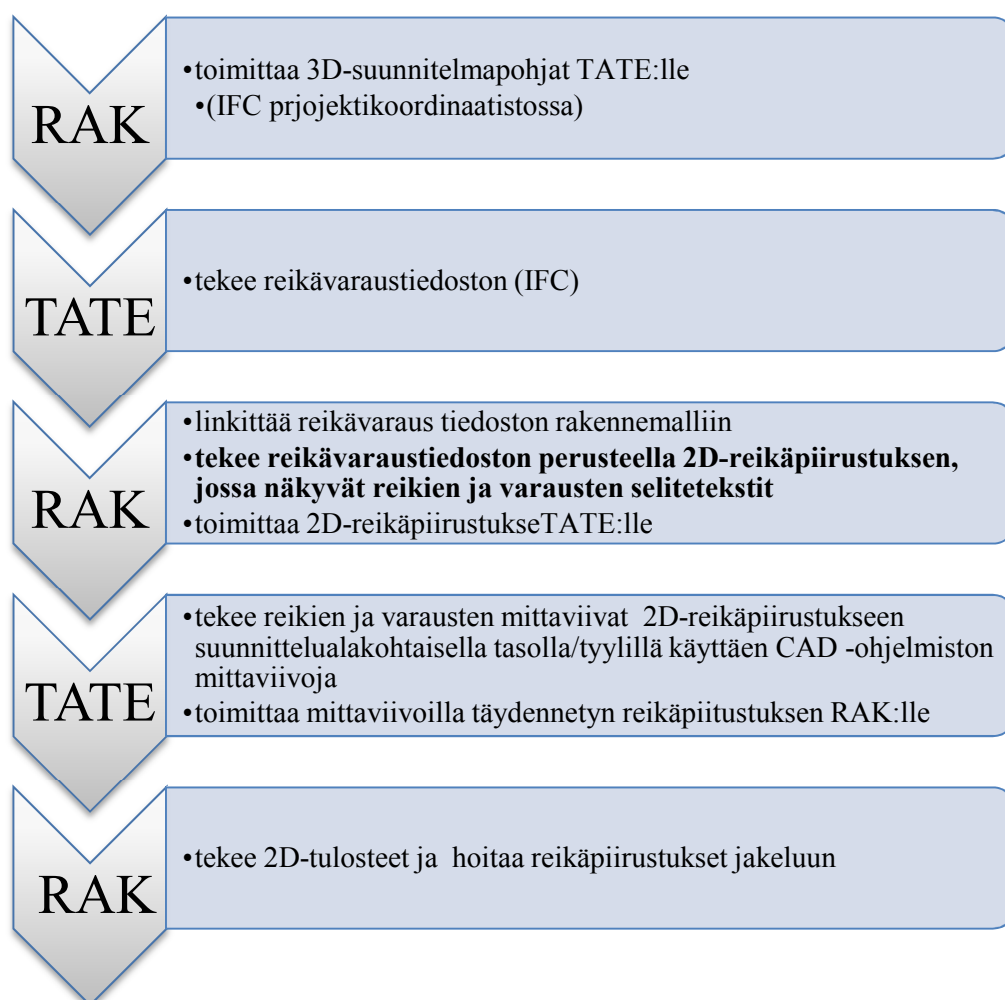 RAK
•toimittaa 3D-suunnitelmapohjat TATE:lle
•(IFC prjojektikoordinaatistossa)
TATE
•tekee reikävaraustiedoston (IFC)
RAK
•linkittää reikävaraus tiedoston rakennemalliin
•tekee reikävaraustiedoston perusteella 2D-reikäpiirustuksen,
jossa näkyvät reikien ja varausten selitetekstit
•toimittaa 2D-reikäpiirustukseTATE:lle
TATE
•tekee reikien ja varausten mittaviivat 2D-reikäpiirustukseen
suunnittelualakohtaisella tasolla/tyylillä käyttäen CAD -ohjelmiston
mittaviivoja
•toimittaa mittaviivoilla täydennetyn reikäpiitustuksen RAK:lle
RAK
•tekee 2D-tulosteet ja hoitaa reikäpiirustukset jakeluun